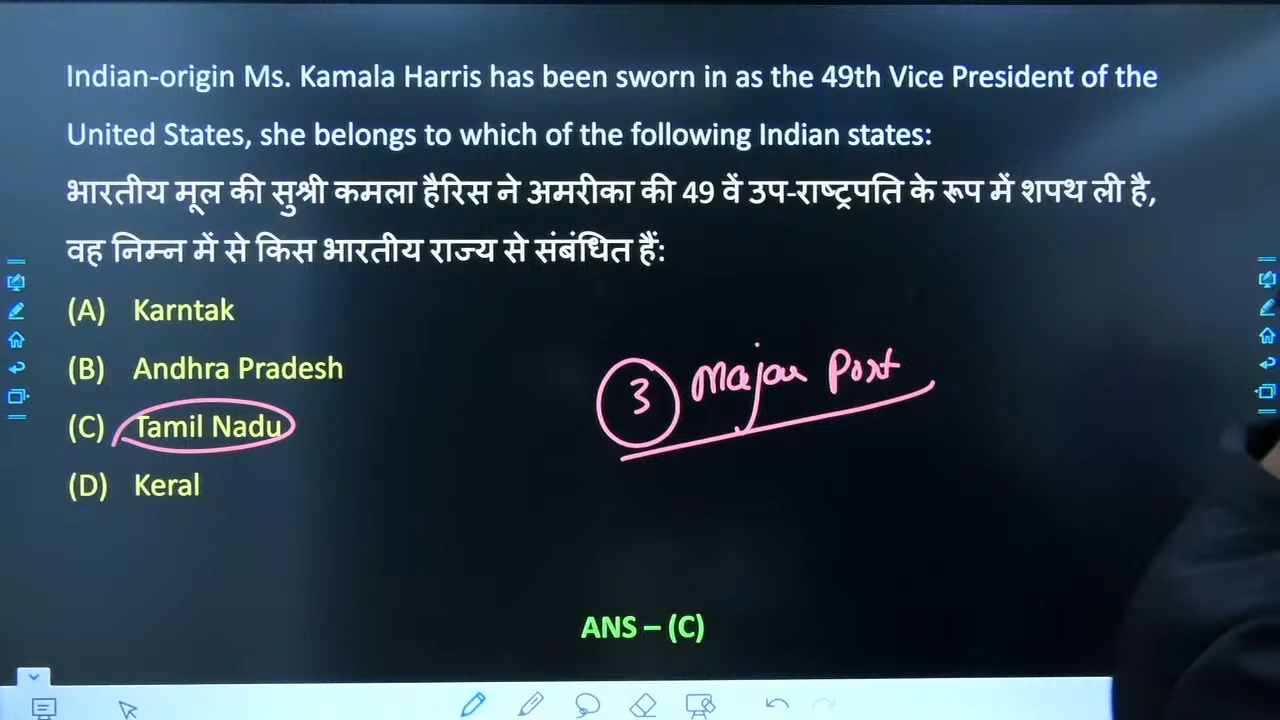 Indian-origin Ms. Kamala Harris has been sworn in as the 49th Vice President of the
United States, she belongs to which of the following Indian states:
भारतीय मूल की सुश्री कमला हैरिस ने अमरीका की 49 वें उप-राष्ट्रपति के रूप में शपथ ली है,
वह निम्न में से किस भारतीय राज्य से संबंधित हैं:
(A) Karntak
(B) Andhra Pradesh
(C) Tamil Nadu
(D) Keral
3 Major Post
ANS – (C)